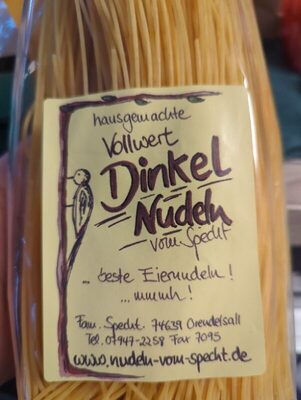 hausgemachte
Vollwert
Dinkel
Nudeln
vom Specht
... beste Eiernudeln!
... mmmh!
Fam. Specht 74639 Orendelsall
Tel. 07947-2258 Fax 7095
www.nudeln-vom-specht.de